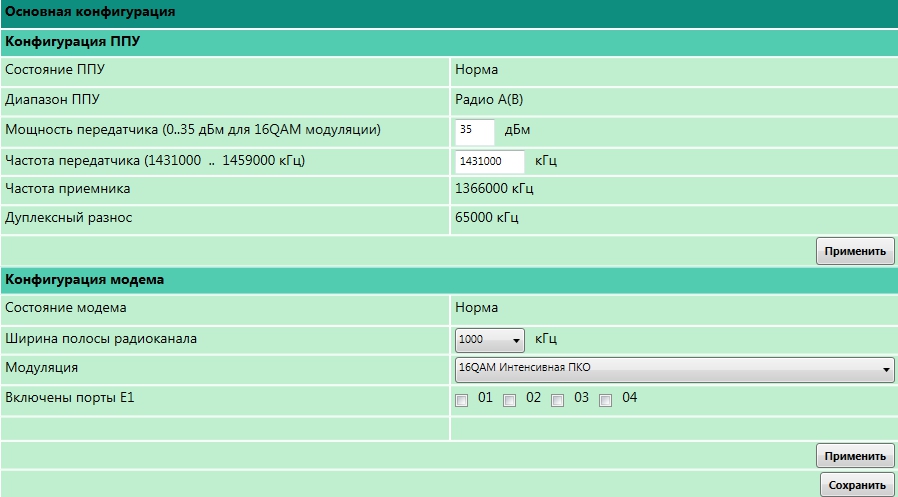 Основная конфигурация
Конфигурация ППУ
Состояние ППУ Норма
Диапазон ППУ Радио А(В)
Мощность передатчика (0..35 дБм для 16QAM модуляции) 35 дБм
Частота передатчика (1431000 .. 1459000 кГц) 1431000 кГц
Частота приемника 1366000 кГц
Дуплексный разнос 65000 кГц
Применить
Конфигурация модема
Состояние модема Норма
Ширина полосы радиоканала 1000 кГц
Модуляция 16QAM Интенсивная ПКО
Включены порты Е1 01 02 03 04
Применить
Сохранить